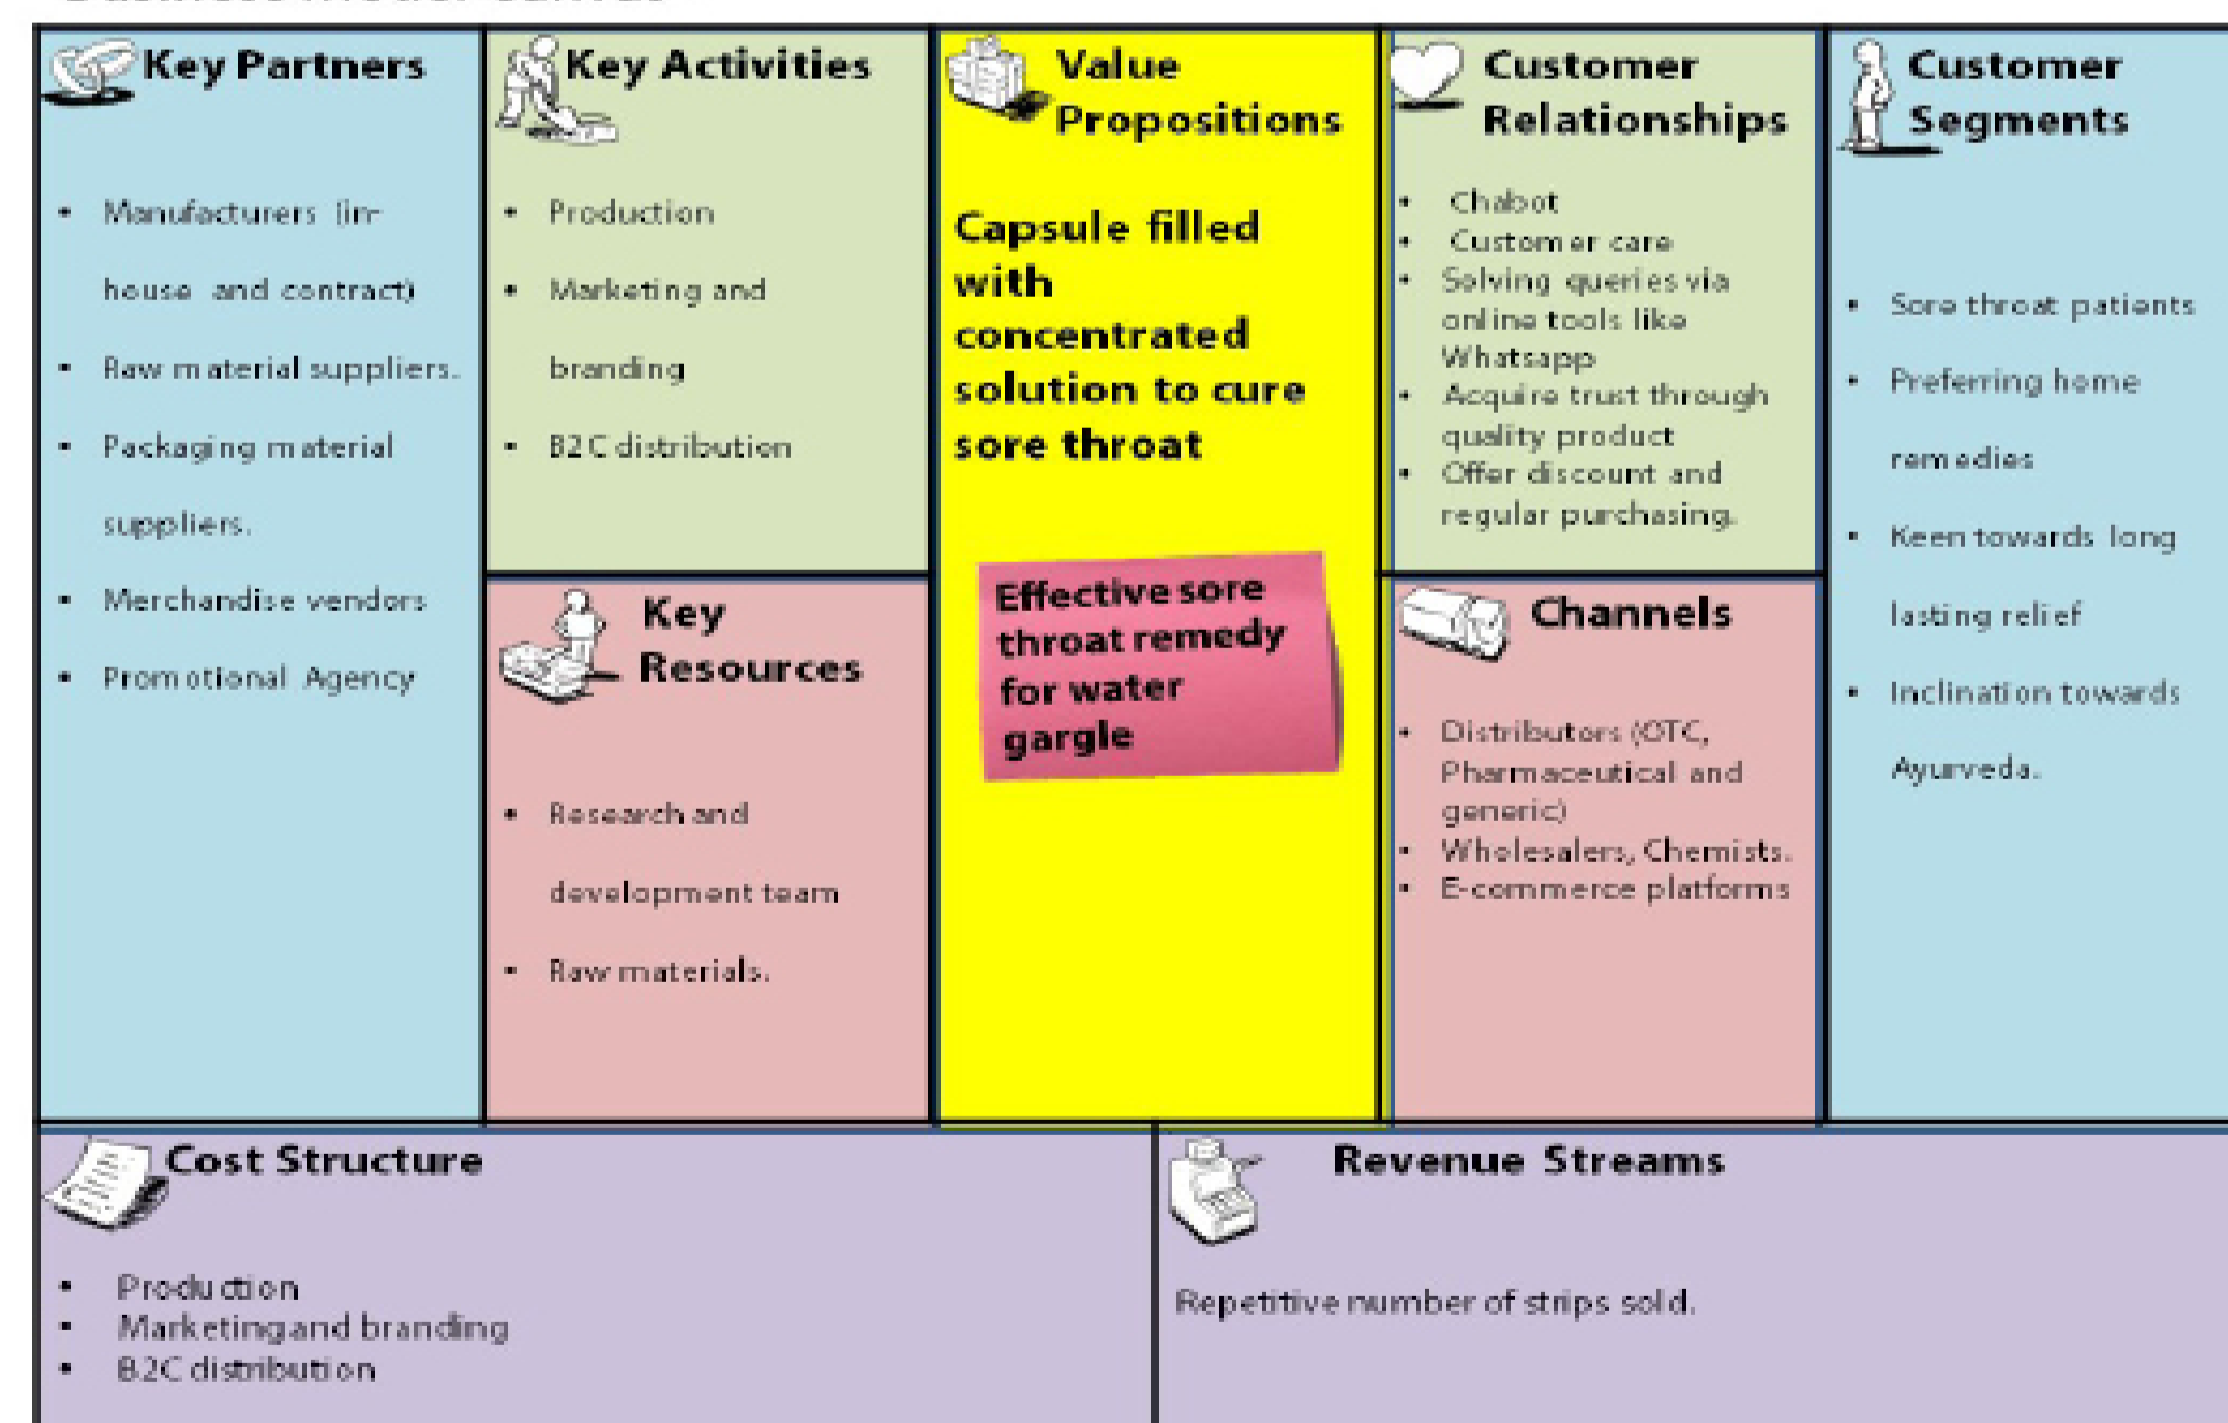 Key Partners
• Manufacturers (in-
house and contract)
• Raw material suppliers.
• Packaging material
suppliers.
• Merchandise vendors
• Promotional Agency
Key Activities
• Production
• Marketing and
branding
• B2C distribution
Key
Resources
• Research and
development team
• Raw materials.
Value
Propositions
Capsule filled
with
concentrated
solution to cure
sore throat
Effective sore
throat remedy
for water
gargle
Customer
Relationships
• Chabot
• Customer care
• Solving queries via
online tools like
Whatsapp
• Acquire trust through
quality product
• Offer discount and
regular purchasing.
Channels
• Distributors (OTC,
Pharmaceutical and
generic)
• Wholesalers, Chemists.
• E-commerce platforms
Customer
Segments
• Sore throat patients
• Preferring home
remedies
• Keen towards long
lasting relief
• Inclination towards
Ayurveda.
Cost Structure
• Production
• Marketing and branding
• B2C distribution
Revenue Streams
Repetitive number of strips sold.